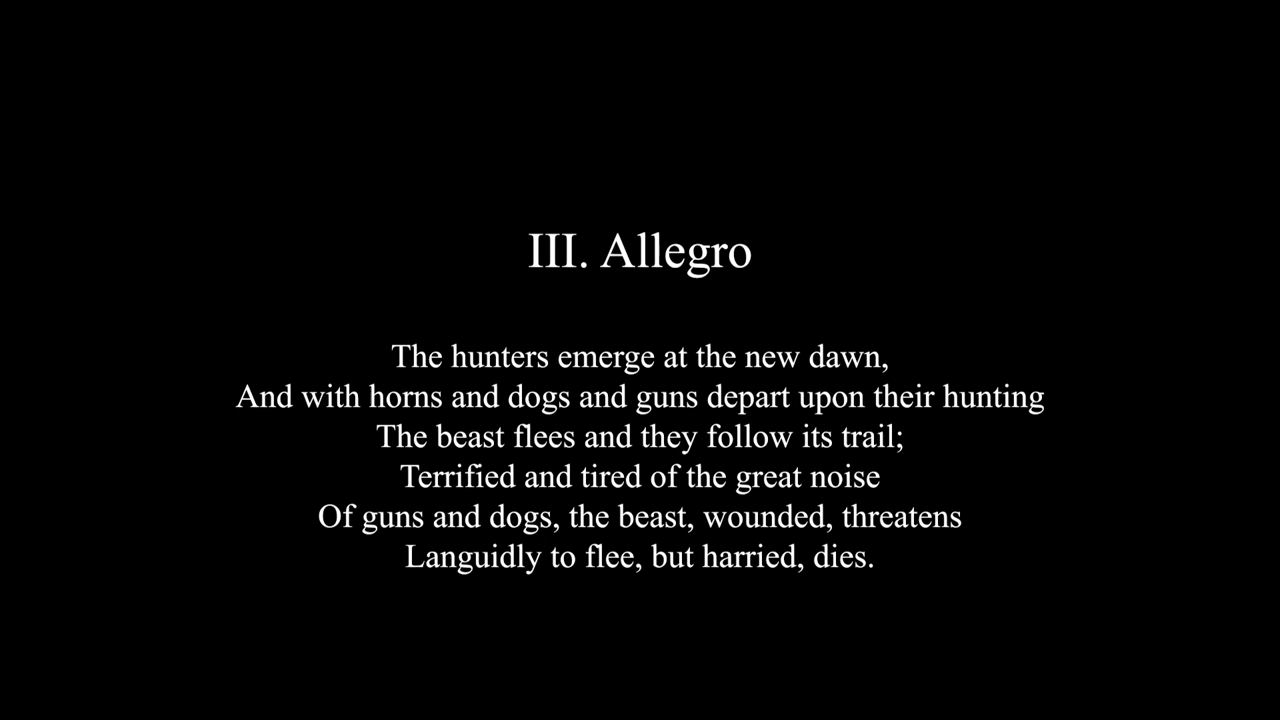 III. Allegro
The hunters emerge at the new dawn,
And with horns and dogs and guns depart upon their hunting
The beast flees and they follow its trail;
Terrified and tired of the great noise
Of guns and dogs, the beast, wounded, threatens
Languidly to flee, but harried, dies.